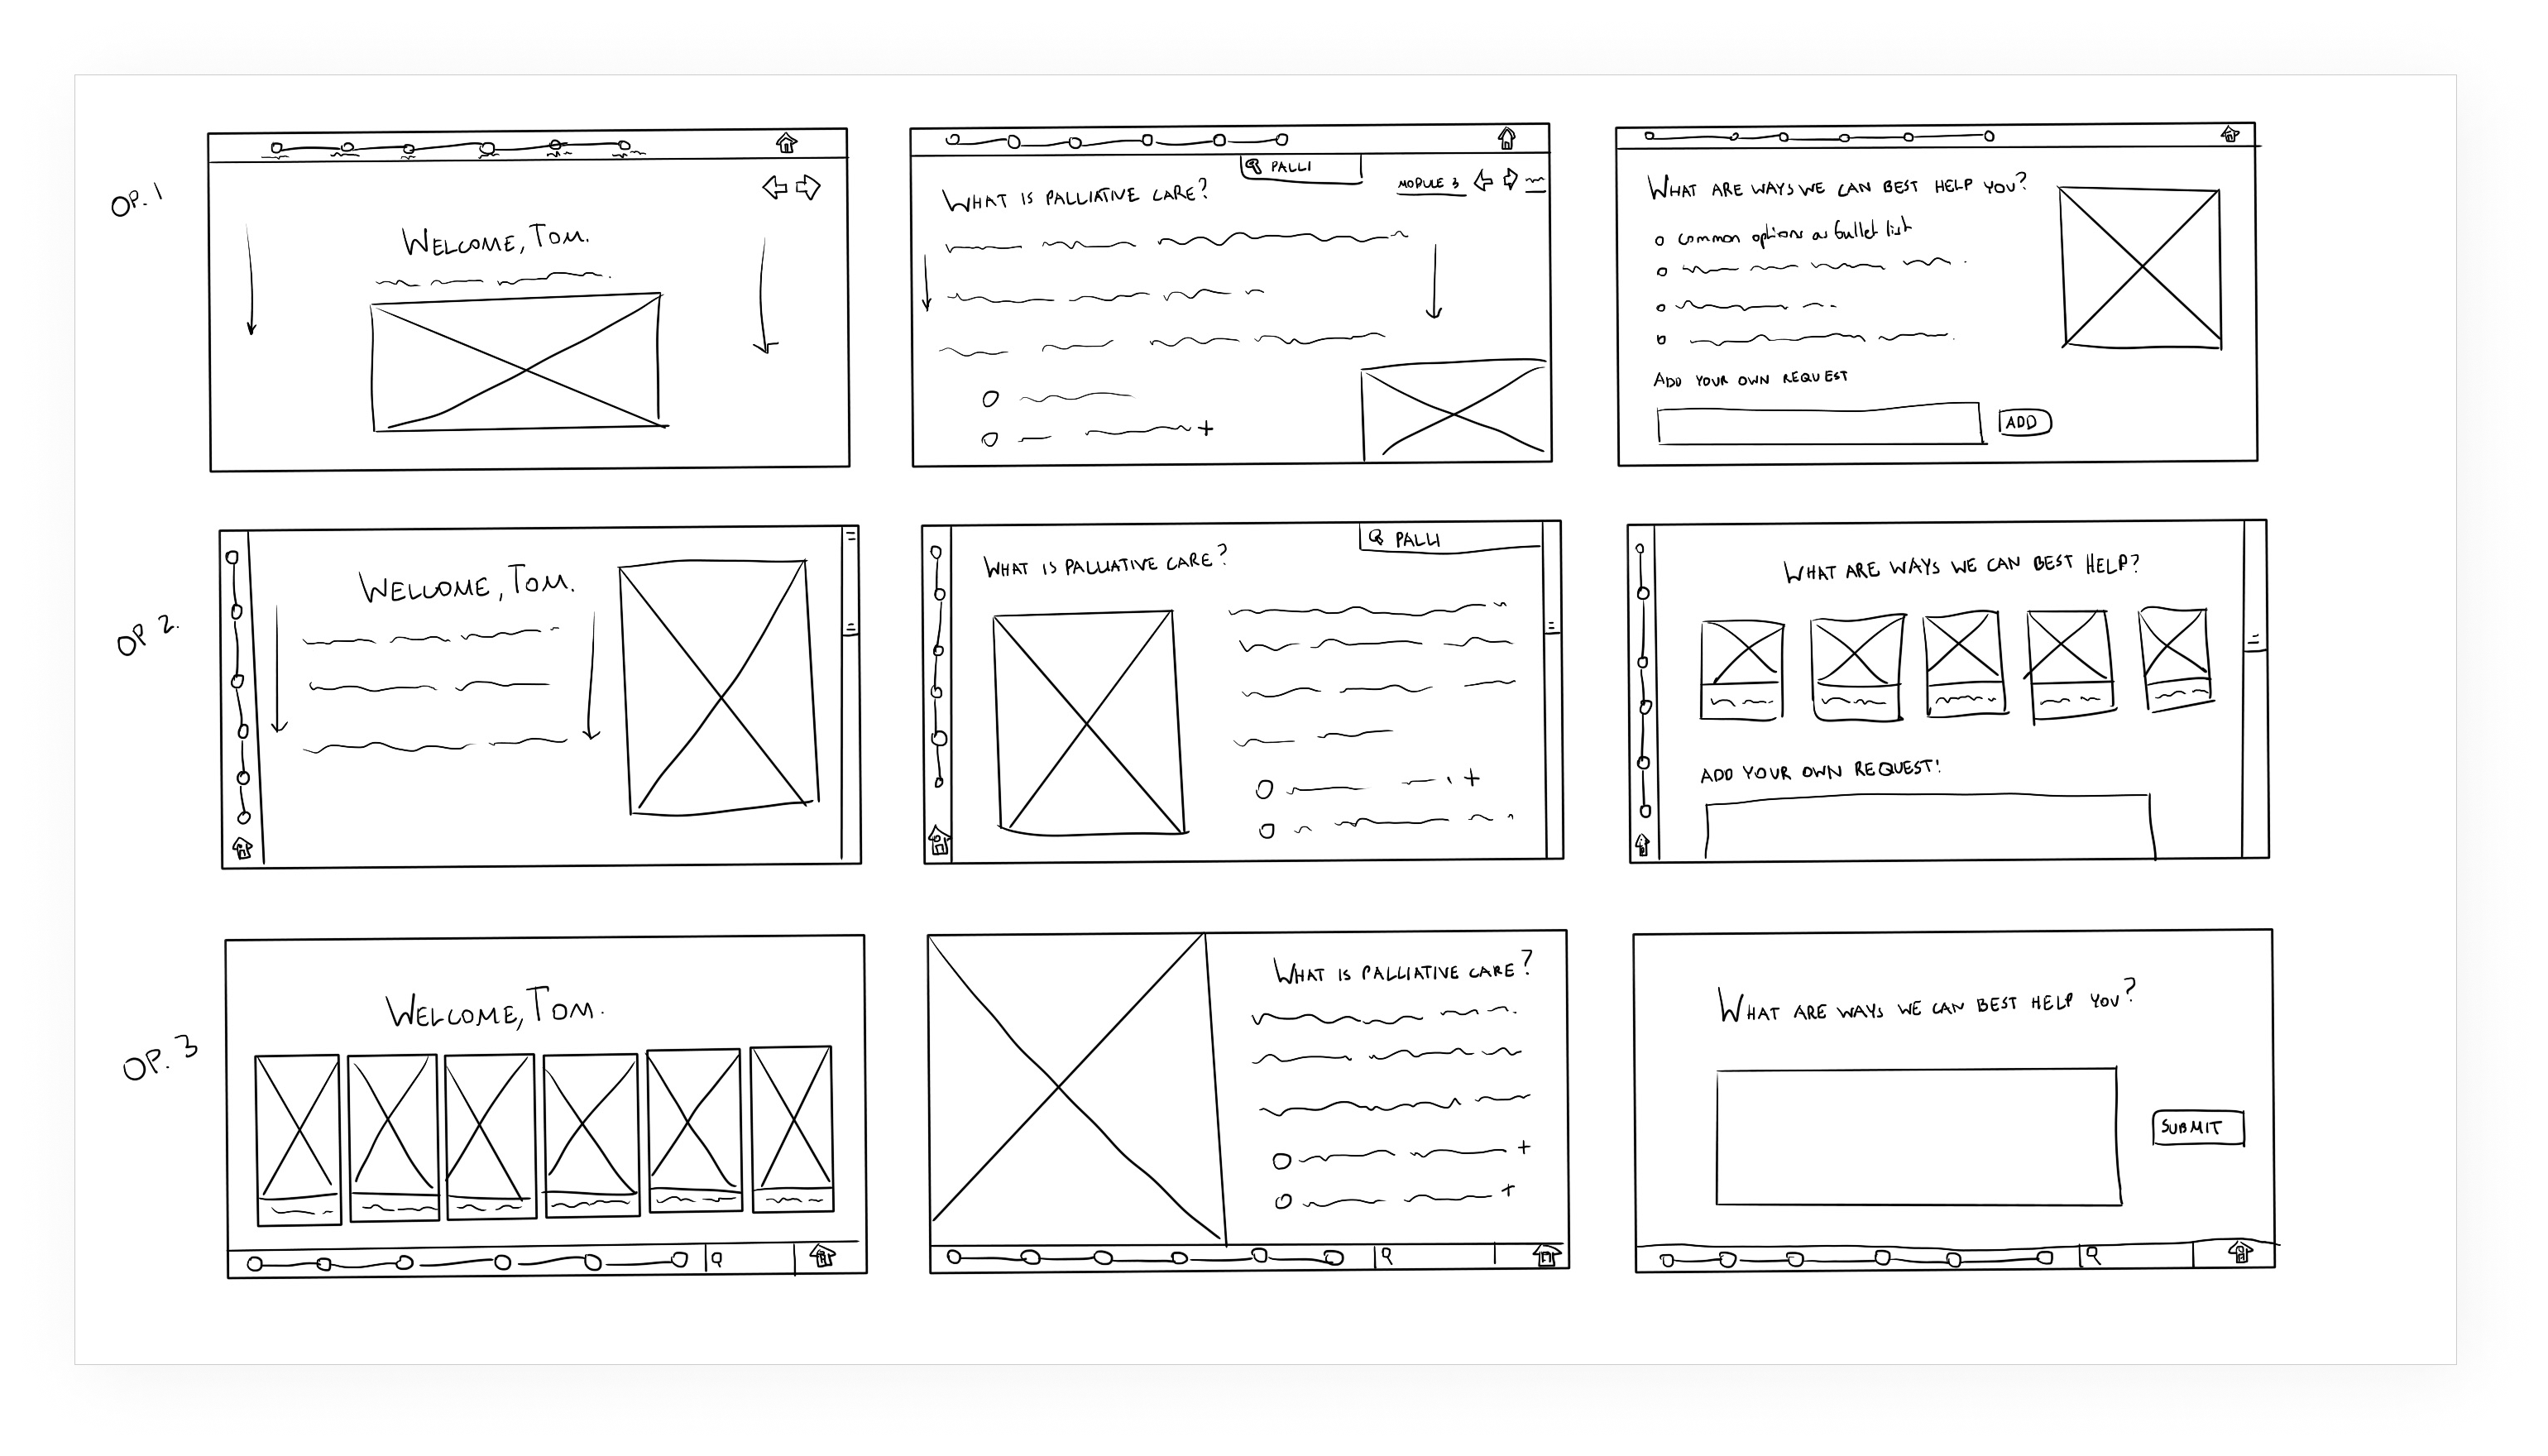 OP. 1
WELCOME, TOM.
PALLI
MODULE 3
WHAT IS PALLIATIVE CARE?
WHAT ARE WAYS WE CAN BEST HELP YOU?
common options as bullet list
ADD YOUR OWN REQUEST
ADD
OP 2.
WELCOME, TOM.
PALLI
WHAT IS PALLIATIVE CARE?
WHAT ARE WAYS WE CAN BEST HELP?
ADD YOUR OWN REQUEST!
OP. 3
WELCOME, TOM.
WHAT IS PALLIATIVE CARE?
WHAT ARE WAYS WE CAN BEST HELP YOU?
SUBMIT